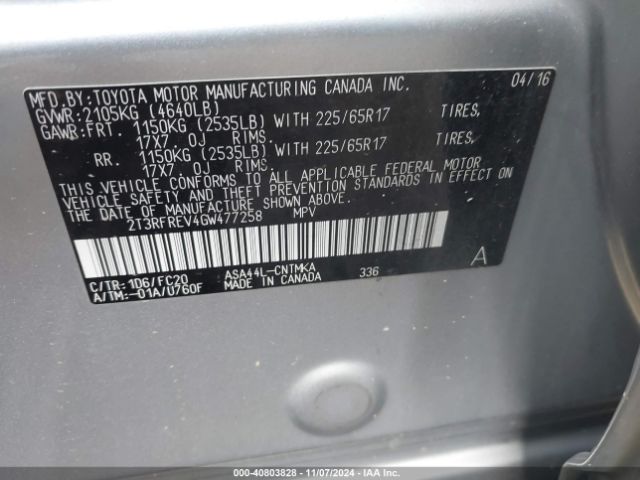 MFD.BY:TOYOTA MOTOR MANUFACTURING CANADA INC. 04/16
GVWR:2105KG (4640LB)
GAWR:FRT. 1150KG (2535LB) WITH 225/65R17 TIRES,
17X7.0J RIMS
RR. 1150KG (2535LB) WITH 225/65R17 TIRES,
17X7.0J RIMS
THIS VEHICLE CONFORMS TO ALL APPLICABLE FEDERAL MOTOR
VEHICLE SAFETY AND THEFT PREVENTION STANDARDS IN EFFECT ON
THE DATE OF MANUFACTURE SHOWN ABOVE.
2T3RFREV4GW477258 MPV
A
C/TR:1D6/FC20 ASA44L-CNTMKA 336
A/TM:-01A/U760F MADE IN CANADA
STOCK #: 40803828 - 11/07/2024 - IAA Inc.